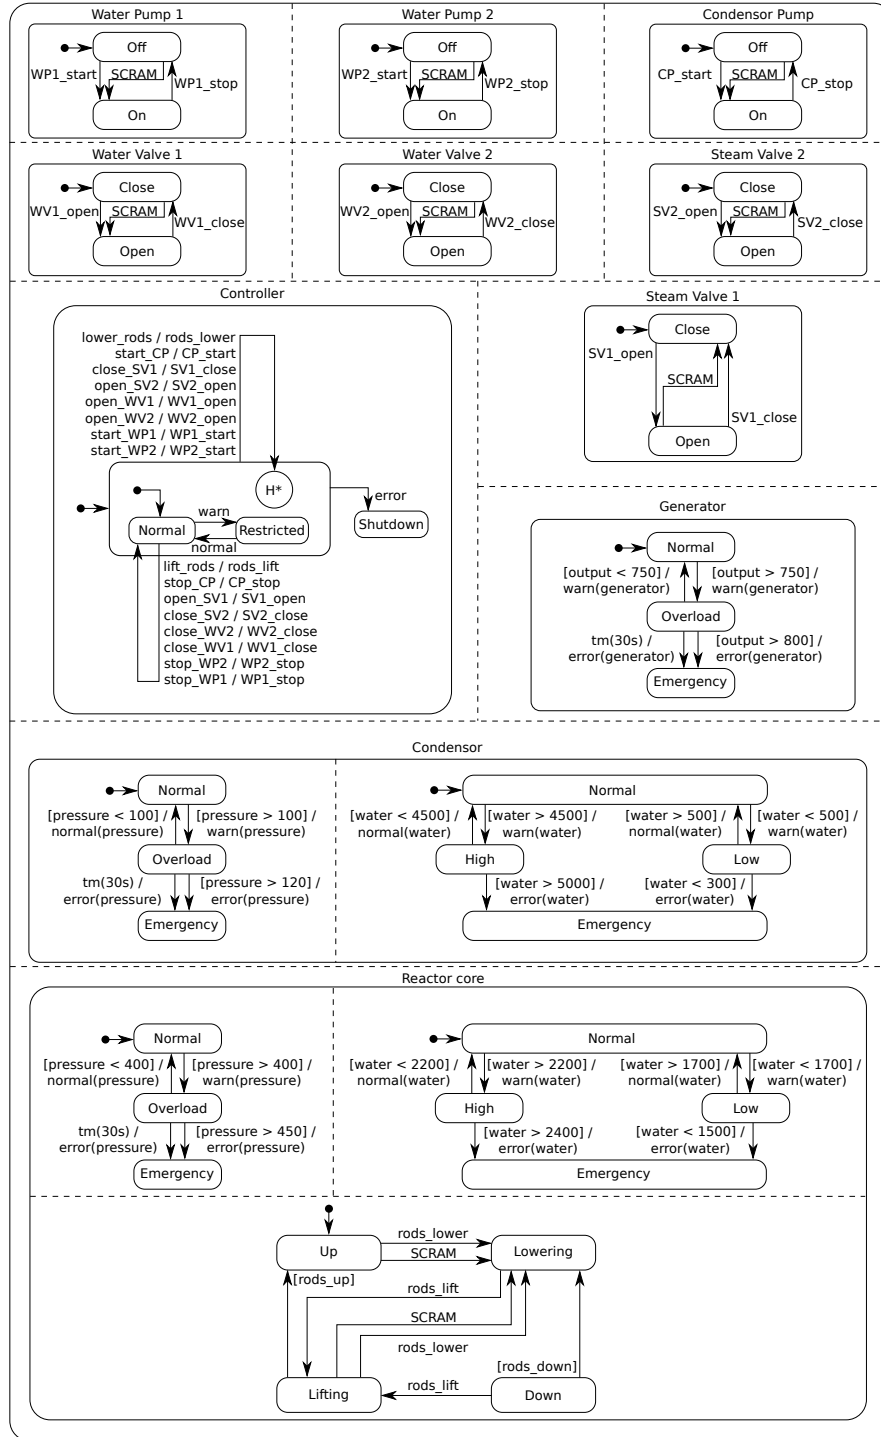 Water Pump 1
Off
WP1_start
SCRAM
WP1_stop
On
Water Pump 2
Off
WP2_start
SCRAM
WP2_stop
On
Condensor Pump
Off
CP_start
SCRAM
CP_stop
On
Water Valve 1
Close
WV1_open
SCRAM
WV1_close
Open
Water Valve 2
Close
WV2_open
SCRAM
WV2_close
Open
Steam Valve 2
Close
SV2_open
SCRAM
SV2_close
Open
Controller
lower_rods / rods_lower
start_CP / CP_start
close_SV1 / SV1_close
open_SV2 / SV2_open
open_WV1 / WV1_open
open_WV2 / WV2_open
start_WP1 / WP1_start
start_WP2 / WP2_start
H*
error
warn
Normal
Restricted
Shutdown
normal
lift_rods / rods_lift
stop_CP / CP_stop
open_SV1 / SV1_open
close_SV2 / SV2_close
close_WV2 / WV2_close
close_WV1 / WV1_close
stop_WP2 / WP2_stop
stop_WP1 / WP1_stop
Steam Valve 1
Close
SV1_open
SCRAM
SV1_close
Open
Generator
Normal
[output < 750] /
warn(generator)
[output > 750] /
warn(generator)
Overload
tm(30s) /
error(generator)
[output > 800] /
error(generator)
Emergency
Condensor
Normal
[pressure < 100] /
normal(pressure)
[pressure > 100] /
warn(pressure)
Overload
tm(30s) /
error(pressure)
[pressure > 120] /
error(pressure)
Emergency
Normal
[water < 4500] /
normal(water)
[water > 4500] /
warn(water)
[water > 500] /
normal(water)
[water < 500] /
warn(water)
High
Low
[water > 5000] /
error(water)
[water < 300] /
error(water)
Emergency
Reactor core
Normal
[pressure < 400] /
normal(pressure)
[pressure > 400] /
warn(pressure)
Overload
tm(30s) /
error(pressure)
[pressure > 450] /
error(pressure)
Emergency
Normal
[water < 2200] /
normal(water)
[water > 2200] /
warn(water)
[water > 1700] /
normal(water)
[water < 1700] /
warn(water)
High
Low
[water > 2400] /
error(water)
[water < 1500] /
error(water)
Emergency
Up
rods_lower
SCRAM
Lowering
[rods_up]
rods_lift
SCRAM
rods_lower
[rods_down]
Lifting
rods_lift
Down